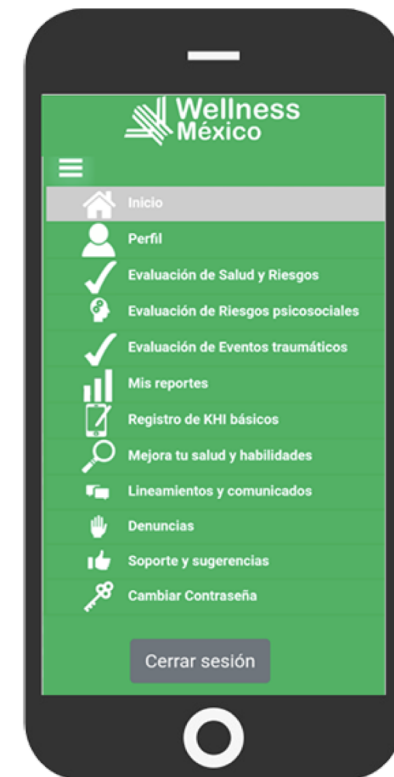 Wellness
México
Inicio
Perfil
Evaluación de Salud y Riesgos
Evaluación de Riesgos psicosociales
Evaluación de Eventos traumáticos
Mis reportes
Registro de KHI básicos
Mejora tu salud y habilidades
Lineamientos y comunicados
Denuncias
Soporte y sugerencias
Cambiar Contraseña
Cerrar sesión